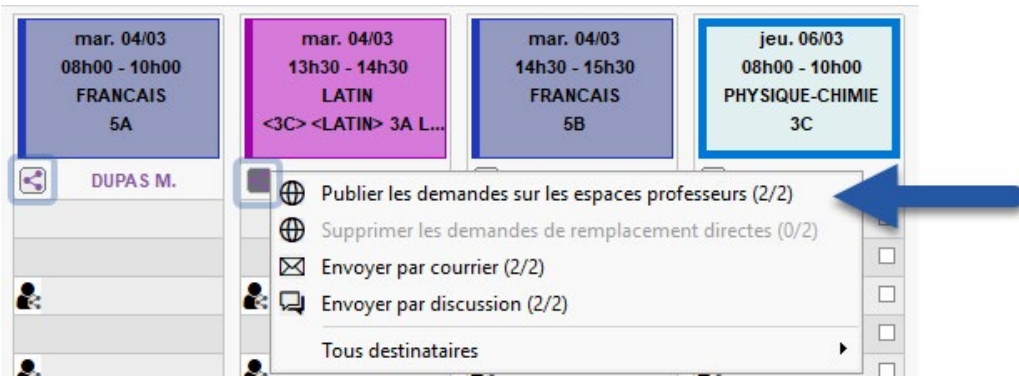 mar. 04/03
08h00 - 10h00
FRANCAIS
5A
mar. 04/03
13h30 - 14h30
LATIN
<3C> <LATIN> 3A L...
mar. 04/03
14h30 - 15h30
FRANCAIS
5B
jeu. 06/03
08h00 - 10h00
PHYSIQUE-CHIMIE
3C
DUPAS M.
Publier les demandes sur les espaces professeurs (2/2)
Supprimer les demandes de remplacement directes (0/2)
Envoyer par courrier (2/2)
Envoyer par discussion (2/2)
Tous destinataires